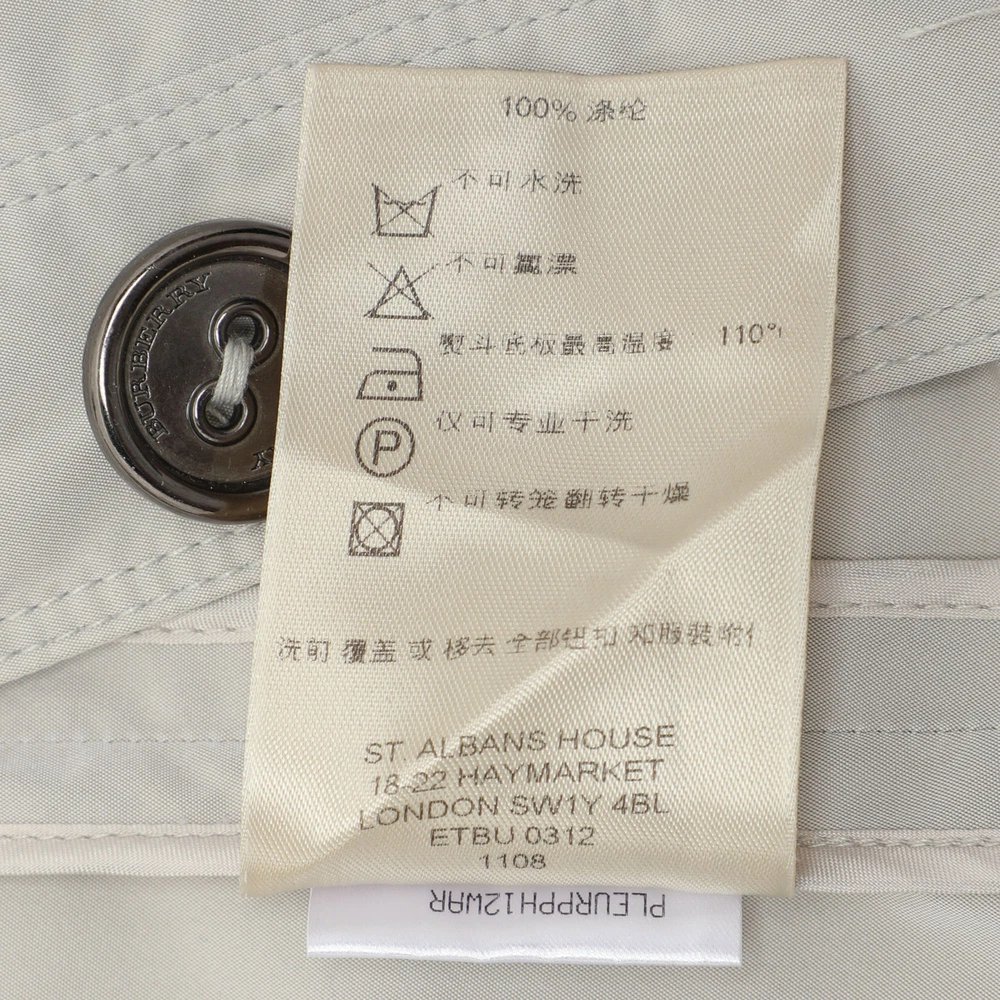 BURBERRY
100% 涤纶
不可水洗
不可氯漂
熨斗底板最高温度 110°
仅可专业干洗
P
不可转笼翻转干燥
洗前 覆盖 或 移去 全部钮扣 和服装附
ST. ALBANS HOUSE
18-22 HAYMARKET
LONDON SW1Y 4BL
ETBU 0312
1108
PLEURPPH12WAR